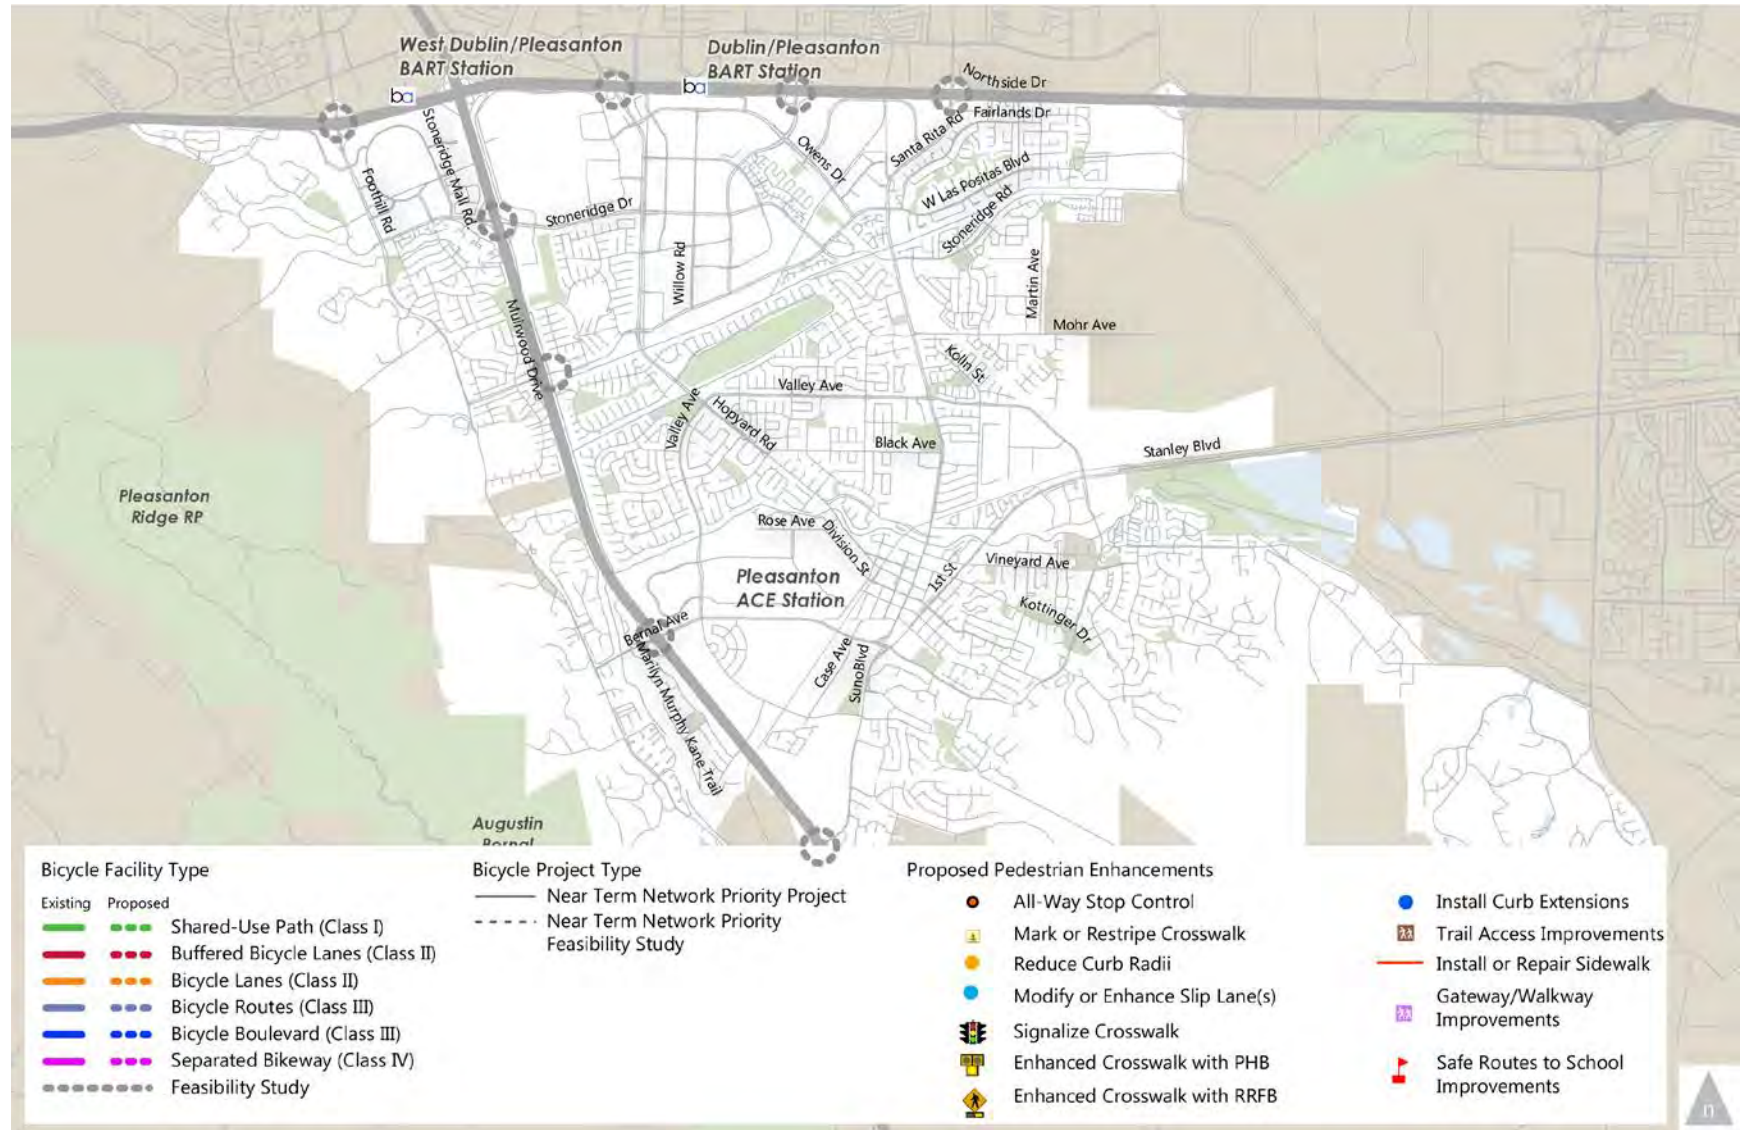 West Dublin/Pleasanton
BART Station
Dublin/Pleasanton
BART Station
ba
ba
Northside Dr
Fairlands Dr
Santa Rita Rd
Owens Dr
W Las Positas Blvd
Stoneridge Rd
Stoneridge Mall Rd.
Foothill Rd
Stoneridge Dr
Willow Rd
Martin Ave
Mohr Ave
Muirwood Drive
Kolln St
Valley Ave
Valley Ave
Hopyard Rd
Black Ave
Stanley Blvd
Pleasanton
Ridge RP
Rose Ave
Division St
Vineyard Ave
1st St
Pleasanton
ACE Station
Kottinger Dr
Bernal Ave
Case Ave
SunoBlvd
Marilyn Murphy Kane Trail
Augustin
Bernal
Bicycle Facility Type
Existing Proposed
Shared-Use Path (Class I)
Buffered Bicycle Lanes (Class II)
Bicycle Lanes (Class II)
Bicycle Routes (Class III)
Bicycle Boulevard (Class III)
Separated Bikeway (Class IV)
Feasibility Study
Bicycle Project Type
Near Term Network Priority Project
Near Term Network Priority
Feasibility Study
Proposed Pedestrian Enhancements
All-Way Stop Control
Mark or Restripe Crosswalk
Reduce Curb Radii
Modify or Enhance Slip Lane(s)
Signalize Crosswalk
Enhanced Crosswalk with PHB
Enhanced Crosswalk with RRFB
Install Curb Extensions
Trail Access Improvements
Install or Repair Sidewalk
Gateway/Walkway
Improvements
Safe Routes to School
Improvements
n